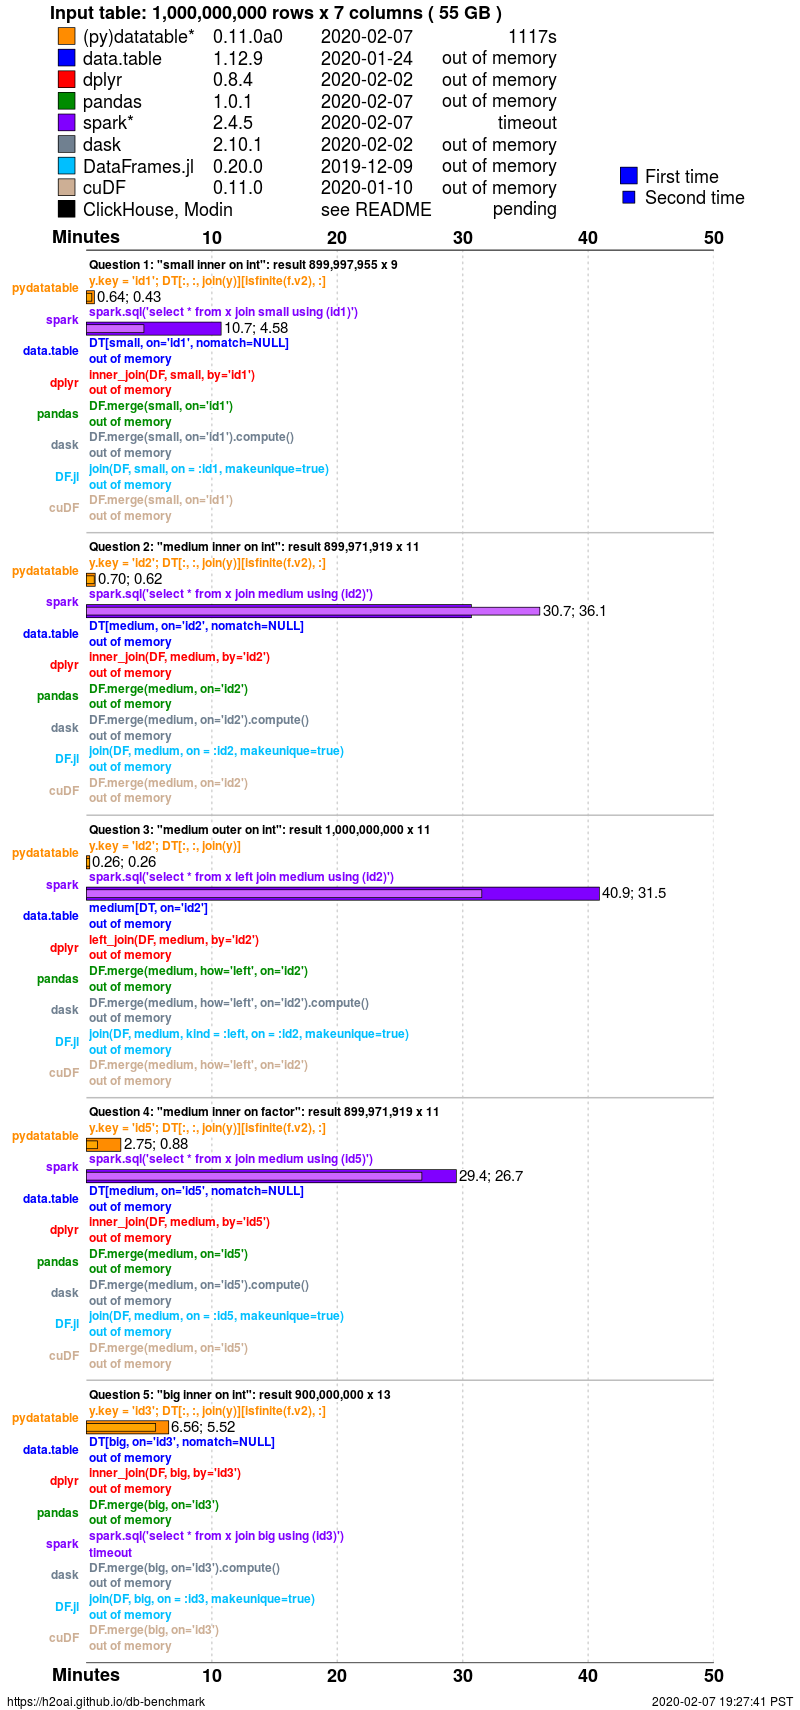 Input table: 1,000,000,000 rows x 7 columns ( 55 GB )
(py)datatable* 0.11.0a0 2020-02-07 1117s
data.table 1.12.9 2020-01-24 out of memory
dplyr 0.8.4 2020-02-02 out of memory
pandas 1.0.1 2020-02-07 out of memory
spark* 2.4.5 2020-02-07 timeout
dask 2.10.1 2020-02-02 out of memory
DataFrames.jl 0.20.0 2019-12-09 out of memory
cuDF 0.11.0 2020-01-10 out of memory
ClickHouse, Modin see README pending
First time
Second time
Minutes 10 20 30 40 50
Question 1: "small inner on int": result 899,997,955 x 9
y.key = 'id1'; DT[:, :, join(y)][isfinite(f.v2), :]
pydatatable 0.64; 0.43
spark.sql('select * from x join small using (id1)')
spark 10.7; 4.58
DT[small, on='id1', nomatch=NULL]
data.table out of memory
inner_join(DF, small, by='id1')
dplyr out of memory
DF.merge(small, on='id1')
pandas out of memory
DF.merge(small, on='id1').compute()
dask out of memory
join(DF, small, on = :id1, makeunique=true)
DF.jl out of memory
DF.merge(small, on='id1')
cuDF out of memory
Question 2: "medium inner on int": result 899,971,919 x 11
y.key = 'id2'; DT[:, :, join(y)][isfinite(f.v2), :]
pydatatable 0.70; 0.62
spark.sql('select * from x join medium using (id2)')
spark 30.7; 36.1
DT[medium, on='id2', nomatch=NULL]
data.table out of memory
inner_join(DF, medium, by='id2')
dplyr out of memory
DF.merge(medium, on='id2')
pandas out of memory
DF.merge(medium, on='id2').compute()
dask out of memory
join(DF, medium, on = :id2, makeunique=true)
DF.jl out of memory
DF.merge(medium, on='id2')
cuDF out of memory
Question 3: "medium outer on int": result 1,000,000,000 x 11
y.key = 'id2'; DT[:, :, join(y)]
pydatatable 0.26; 0.26
spark.sql('select * from x left join medium using (id2)')
spark 40.9; 31.5
medium[DT, on='id2']
data.table out of memory
left_join(DF, medium, by='id2')
dplyr out of memory
DF.merge(medium, how='left', on='id2')
pandas out of memory
DF.merge(medium, how='left', on='id2').compute()
dask out of memory
join(DF, medium, kind = :left, on = :id2, makeunique=true)
DF.jl out of memory
DF.merge(medium, how='left', on='id2')
cuDF out of memory
Question 4: "medium inner on factor": result 899,971,919 x 11
y.key = 'id5'; DT[:, :, join(y)][isfinite(f.v2), :]
pydatatable 2.75; 0.88
spark.sql('select * from x join medium using (id5)')
spark 29.4; 26.7
DT[medium, on='id5', nomatch=NULL]
data.table out of memory
inner_join(DF, medium, by='id5')
dplyr out of memory
DF.merge(medium, on='id5')
pandas out of memory
DF.merge(medium, on='id5').compute()
dask out of memory
join(DF, medium, on = :id5, makeunique=true)
DF.jl out of memory
DF.merge(medium, on='id5')
cuDF out of memory
Question 5: "big inner on int": result 900,000,000 x 13
y.key = 'id3'; DT[:, :, join(y)][isfinite(f.v2), :]
pydatatable 6.56; 5.52
DT[big, on='id3', nomatch=NULL]
data.table out of memory
inner_join(DF, big, by='id3')
dplyr out of memory
DF.merge(big, on='id3')
pandas out of memory
spark.sql('select * from x join big using (id3)')
spark timeout
DF.merge(big, on='id3').compute()
dask out of memory
join(DF, big, on = :id3, makeunique=true)
DF.jl out of memory
DF.merge(big, on='id3')
cuDF out of memory
Minutes 10 20 30 40 50
https://h2oai.github.io/db-benchmark 2020-02-07 19:27:41 PST